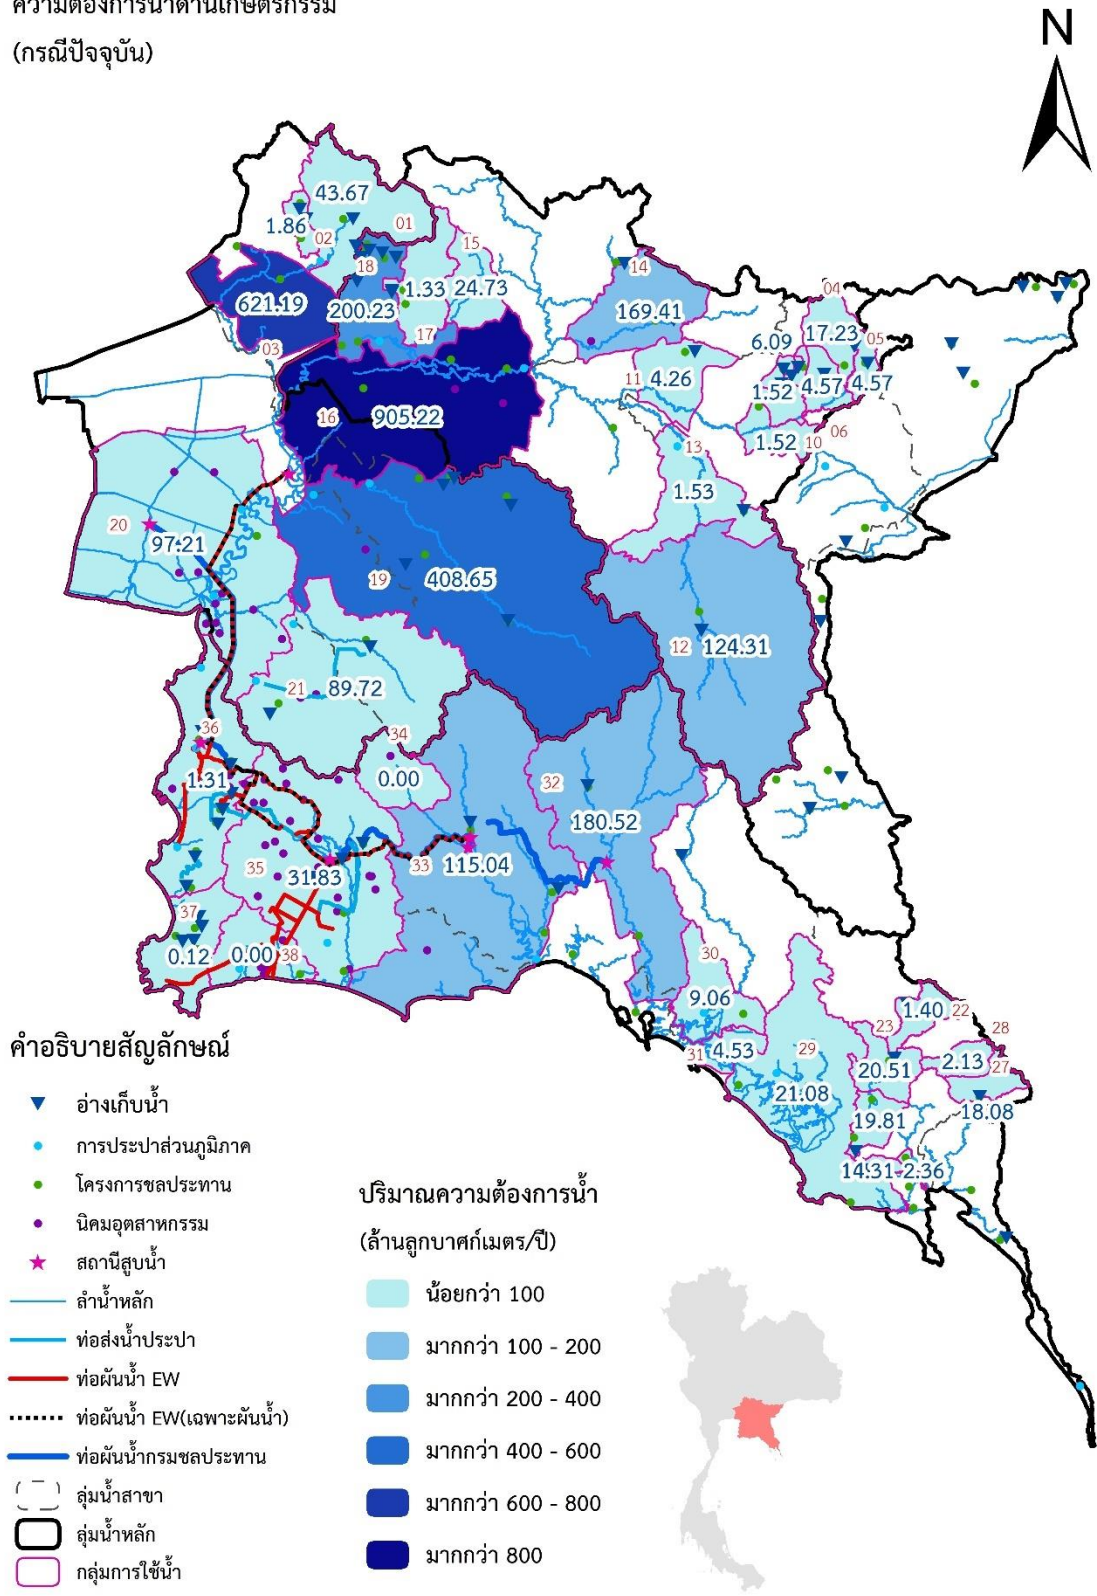 ความต้องการน้ำด้านเกษตรกรรม
(กรณีปัจจุบัน)
N
43.67
1.86
02
01
15
18
14
621.19
200.23
1.33
24.73
169.41
04
17.23
03
17
6.09
05
11
4.26
1.52
4.57
4.57
16
905.22
13
1.52
10
06
1.53
20
97.21
19
408.65
12
124.31
21
89.72
36
34
1.31
0.00
32
180.52
35
31.83
33
115.04
37
0.12
0.00
38
30
9.06
1.40
22
28
23
31
4.53
29
20.51
2.13
27
21.08
19.81
18.08
14.31
2.36
คำอธิบายสัญลักษณ์
อ่างเก็บน้ำ
การประปาส่วนภูมิภาค
โครงการชลประทาน
นิคมอุตสาหกรรม
สถานีสูบน้ำ
ลำน้ำหลัก
ท่อส่งน้ำประปา
ท่อผันน้ำ EW
ท่อผันน้ำ EW(เฉพาะผันน้ำ)
ท่อผันน้ำกรมชลประทาน
ลุ่มน้ำสาขา
ลุ่มน้ำหลัก
กลุ่มการใช้น้ำ
ปริมาณความต้องการน้ำ
(ล้านลูกบาศก์เมตร/ปี)
น้อยกว่า 100
มากกว่า 100 - 200
มากกว่า 200 - 400
มากกว่า 400 - 600
มากกว่า 600 - 800
มากกว่า 800